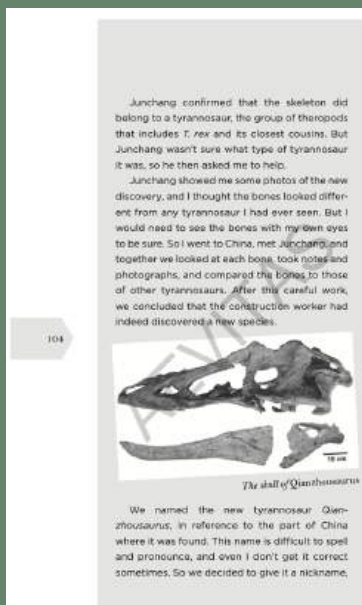 Junchang confirmed that the skeleton did
belong to a tyrannosaur, the group of theropods
that includes T. rex and its closest cousins. But
Junchang wasn't sure what type of tyrannosaur
it was, so he then asked me to help.
Junchang showed me some photos of the new
discovery, and I thought the bones looked differ-
ent from any tyrannosaur I had ever seen. But I
would need to see the bones with my own eyes
to be sure. So I went to China, met Junchang, and
together we looked at each bone, took notes and
photographs, and compared the bones to those
of other tyrannosaurs. After this careful work,
we concluded that the construction worker had
indeed discovered a new species.
104
AEVITAS
10 cm
The skull of Qianzhousaurus
We named the new tyrannosaur Qian-
zhousaurus, in reference to the part of China
where it was found. This name is difficult to spell
and pronounce, and even I don't get it correct
sometimes. So we decided to give it a nickname,